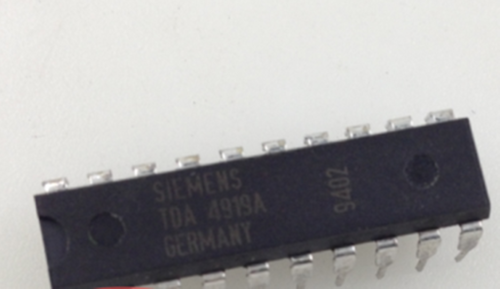 SIEMENS
TDA 4919A
GERMANY
9402